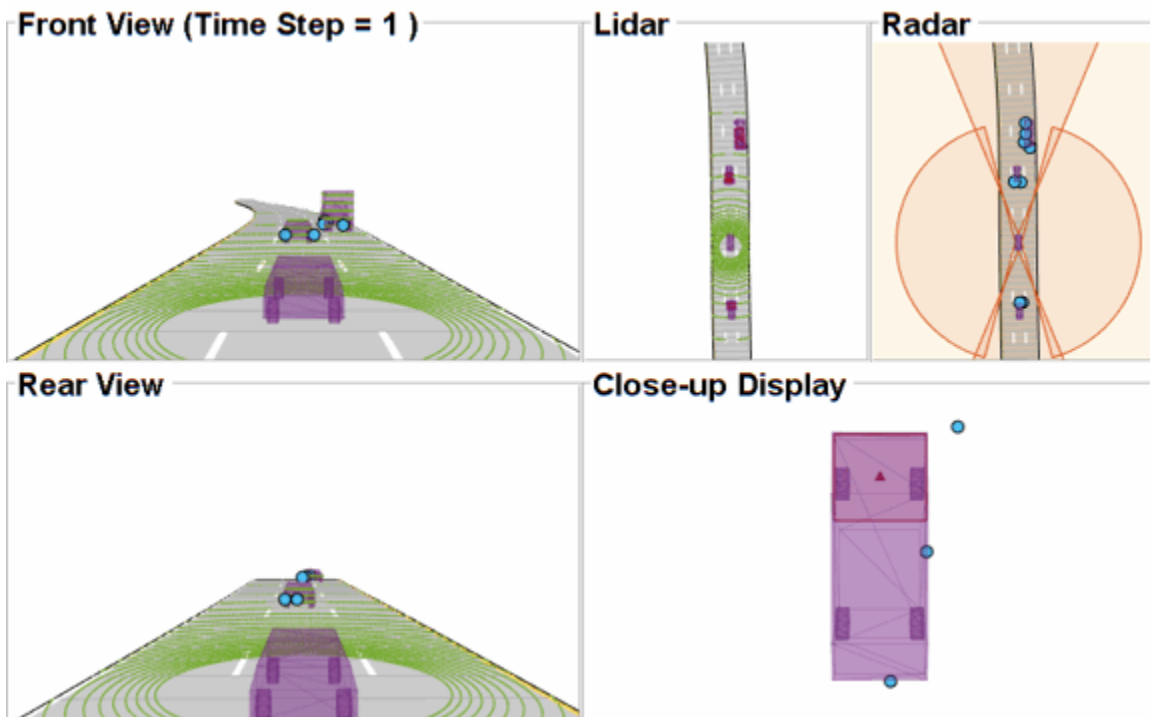 Front View (Time Step = 1 )
Lidar
Radar
Rear View
Close-up Display